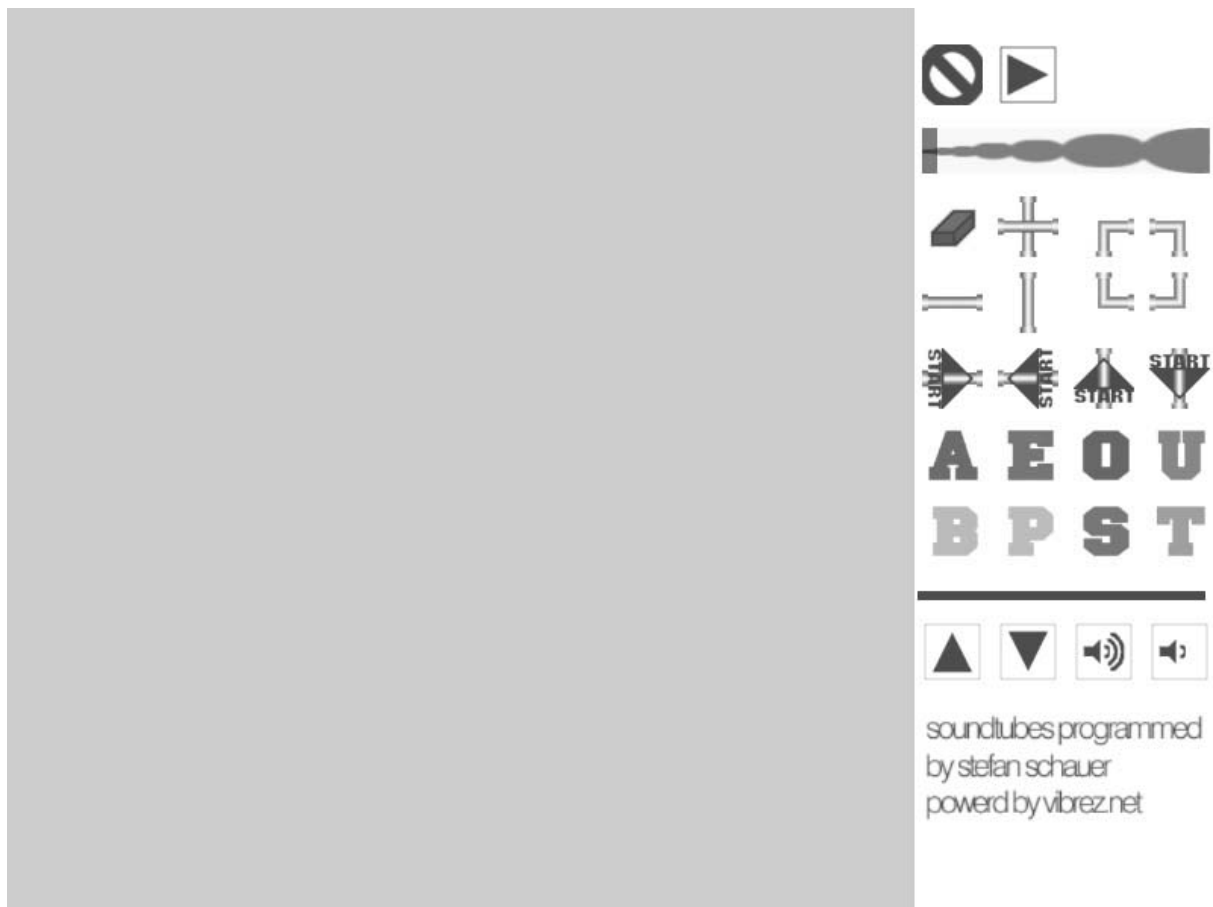 START START START START
A E O U
B P S T
soundtubes programmed
by stefan schauer
powerd by vibrez.net